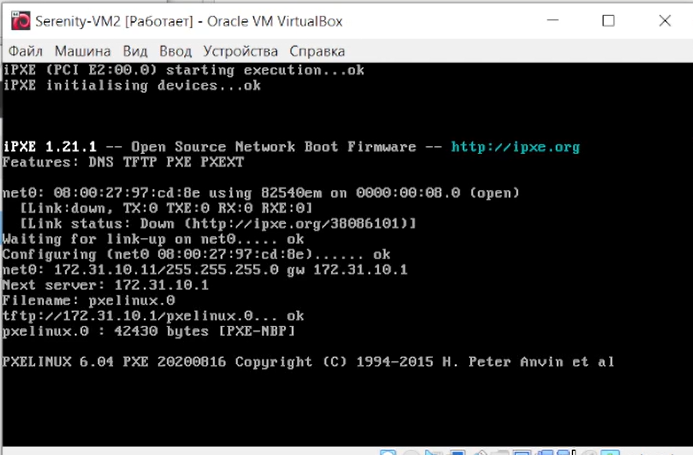 Serenity-VM2 [Работает] - Oracle VM VirtualBox
Файл Машина Вид Ввод Устройства Справка
iPXE (PCI E2:00.0) starting execution...ok
iPXE initialising devices...ok
iPXE 1.21.1 -- Open Source Network Boot Firmware -- http://ipxe.org
Features: DNS TFTP PXE PXEXT
net0: 08:00:27:97:cd:8e using 82540em on 0000:00:08.0 (open)
[Link:down, TX:0 TXE:0 RX:0 RXE:0]
[Link status: Down (http://ipxe.org/38086101)]
Waiting for link-up on net0..... ok
Configuring (net0 08:00:27:97:cd:8e)...... ok
net0: 172.31.10.11/255.255.255.0 gw 172.31.10.1
Next server: 172.31.10.1
Filename: pxelinux.0
tftp://172.31.10.1/pxelinux.0... ok
pxelinux.0 : 42430 bytes [PXE-NBP]
PXELINUX 6.04 PXE 20200816 Copyright (C) 1994-2015 H. Peter Anvin et al